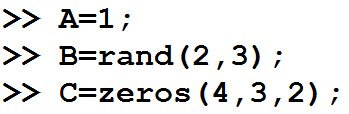 >> A=1;
>> B=rand(2,3);
>> C=zeros(4,3,2);